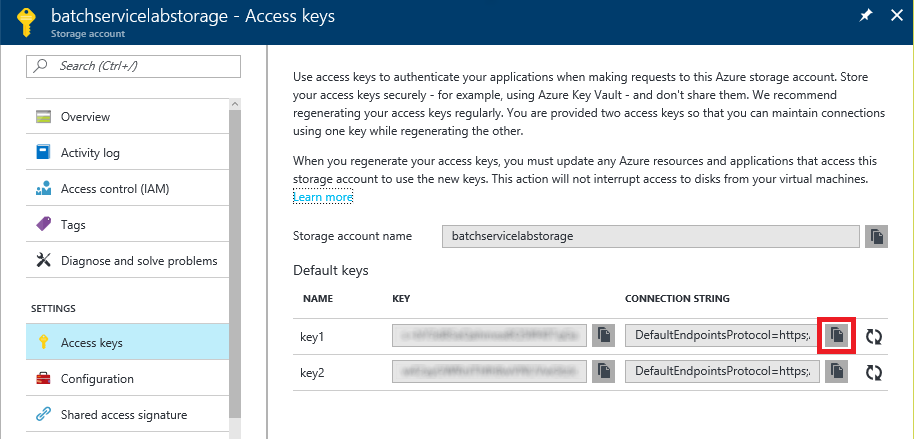 batchservicelabstorage - Access keys
Storage account
Search (Ctrl+/)
Overview
Activity log
Access control (IAM)
Tags
Diagnose and solve problems
SETTINGS
Access keys
Configuration
Shared access signature
Use access keys to authenticate your applications when making requests to this Azure storage account. Store
your access keys securely - for example, using Azure Key Vault - and don't share them. We recommend
regenerating your access keys regularly. You are provided two access keys so that you can maintain connections
using one key while regenerating the other.
When you regenerate your access keys, you must update any Azure resources and applications that access this
storage account to use the new keys. This action will not interrupt access to disks from your virtual machines.
Learn more
Storage account name batchservicelabstorage
Default keys
NAME KEY CONNECTION STRING
key1 DefaultEndpointsProtocol=https;
key2 DefaultEndpointsProtocol=https;